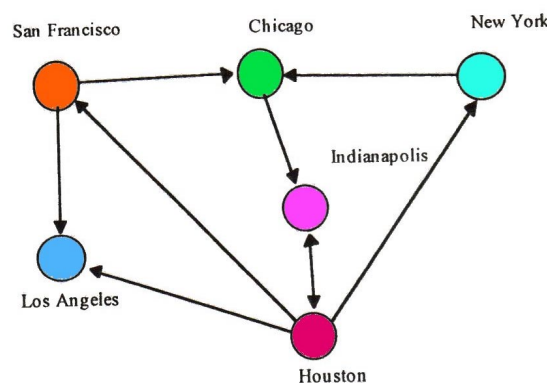 San Francisco
Chicago
New York
Indianapolis
Los Angeles
Houston